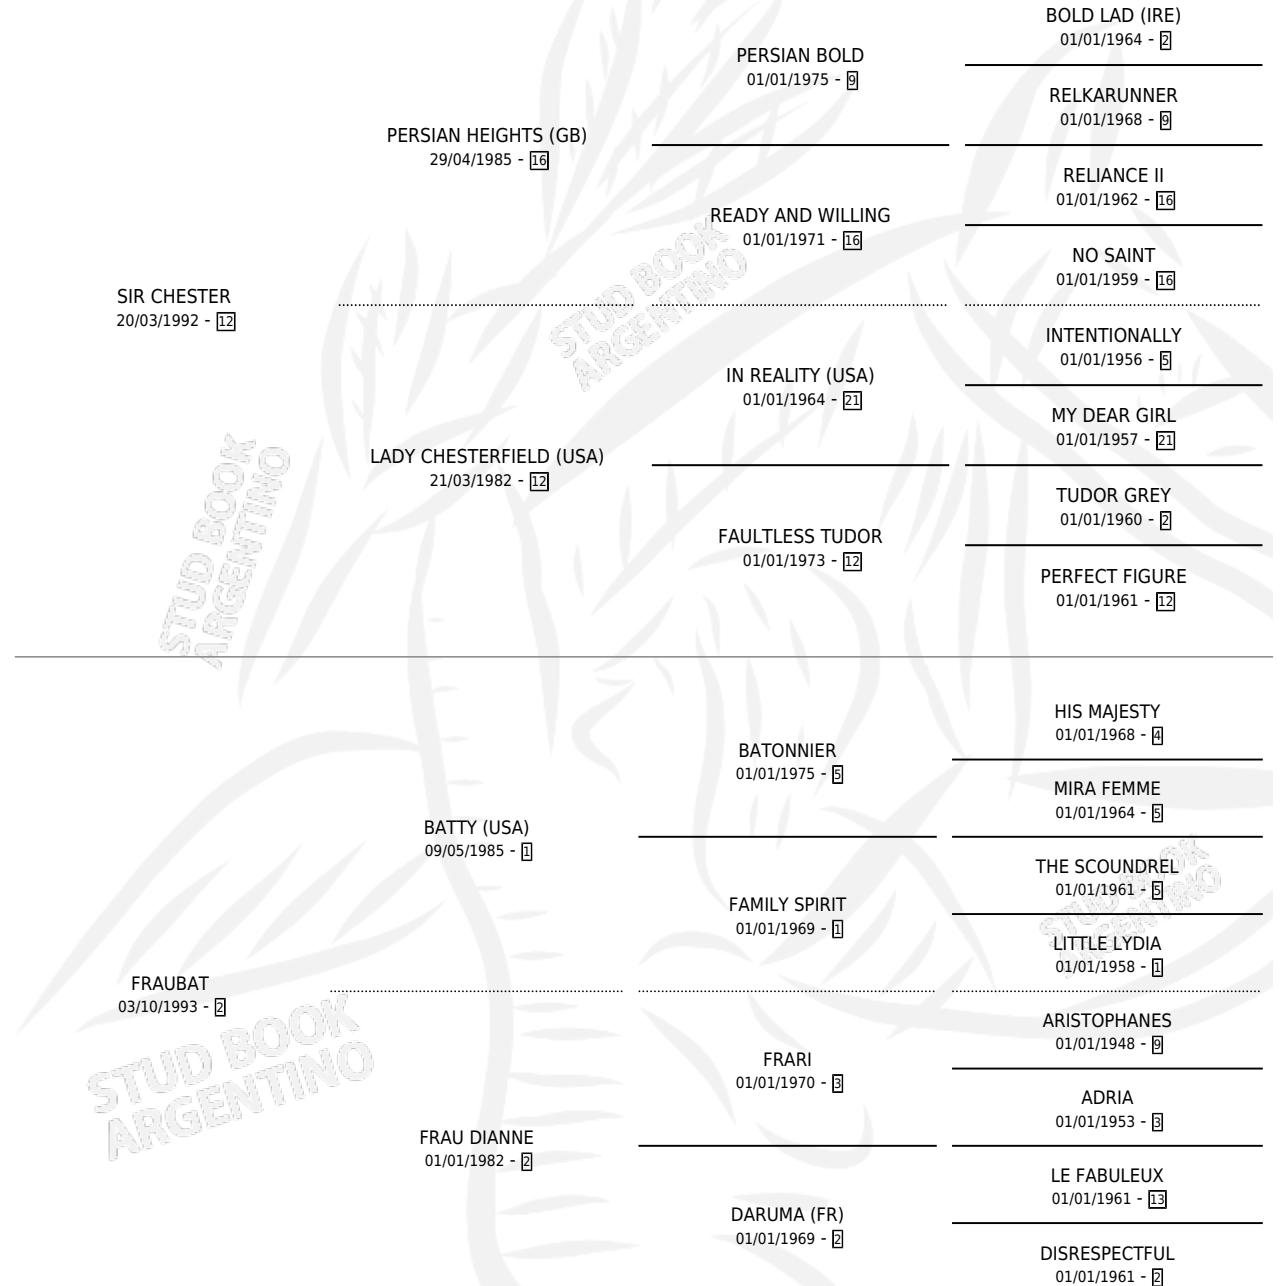 BOLD LAD (IRE)
01/01/1964 - 2
PERSIAN BOLD
01/01/1975 - 9
RELKARUNNER
01/01/1968 - 9
PERSIAN HEIGHTS (GB)
29/04/1985 - 16
RELIANCE II
01/01/1962 - 16
READY AND WILLING
01/01/1971 - 16
NO SAINT
01/01/1959 - 16
SIR CHESTER
20/03/1992 - 12
STUD BOOK
ARGENTINO
INTENTIONALLY
01/01/1956 - 5
IN REALITY (USA)
01/01/1964 - 21
MY DEAR GIRL
01/01/1957 - 21
LADY CHESTERFIELD (USA)
21/03/1982 - 12
TUDOR GREY
01/01/1960 - 2
FAULTLESS TUDOR
01/01/1973 - 12
PERFECT FIGURE
01/01/1961 - 12
STUD BOOK
ARGENTINO
HIS MAJESTY
01/01/1968 - 4
BATONNIER
01/01/1975 - 5
MIRA FEMME
01/01/1964 - 5
BATTY (USA)
09/05/1985 - 1
THE SCOUNDREL
01/01/1961 - 5
FAMILY SPIRIT
01/01/1969 - 1
LITTLE LYDIA
01/01/1958 - 1
STUD BOOK
ARGENTINO
FRAUBAT
03/10/1993 - 2
ARISTOPHANES
01/01/1948 - 9
FRARI
01/01/1970 - 3
ADRIA
01/01/1953 - 3
STUD BOOK
ARGENTINO
FRAU DIANNE
01/01/1982 - 2
LE FABULEUX
01/01/1961 - 13
DARUMA (FR)
01/01/1969 - 2
DISRESPECTFUL
01/01/1961 - 2